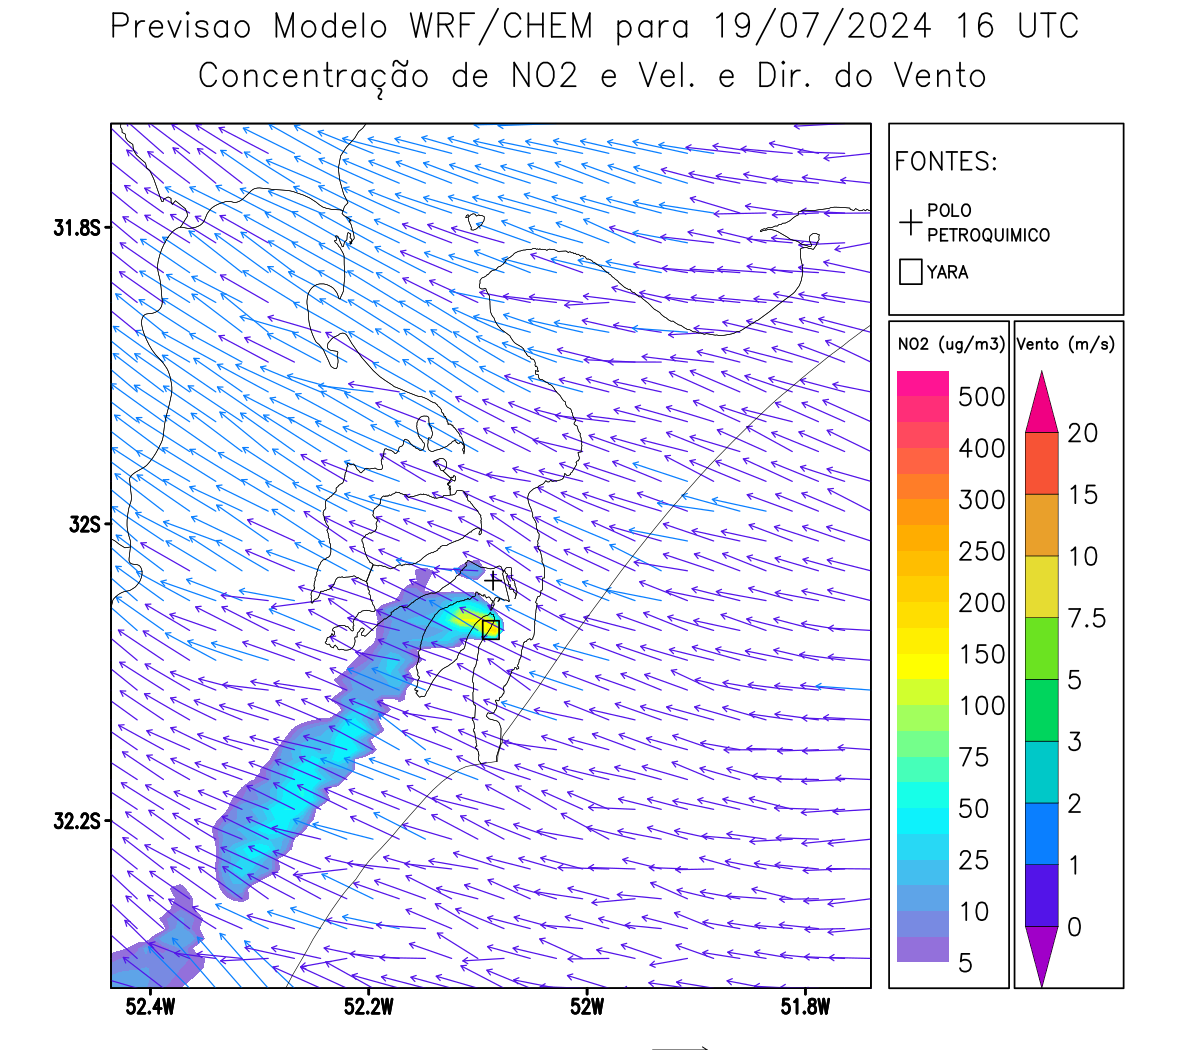 Previsao Modelo WRF/CHEM para 19/07/2024 16 UTC
Concentração de NO2 e Vel. e Dir. do Vento
FONTES:
POLO
PETROQUIMICO
YARA
31.8S
32S
32.2S
52.4W
52.2W
52W
51.8W
NO2 (ug/m3)
500
400
300
250
200
150
100
75
50
25
10
5
Vento (m/s)
20
15
10
7.5
5
3
2
1
0